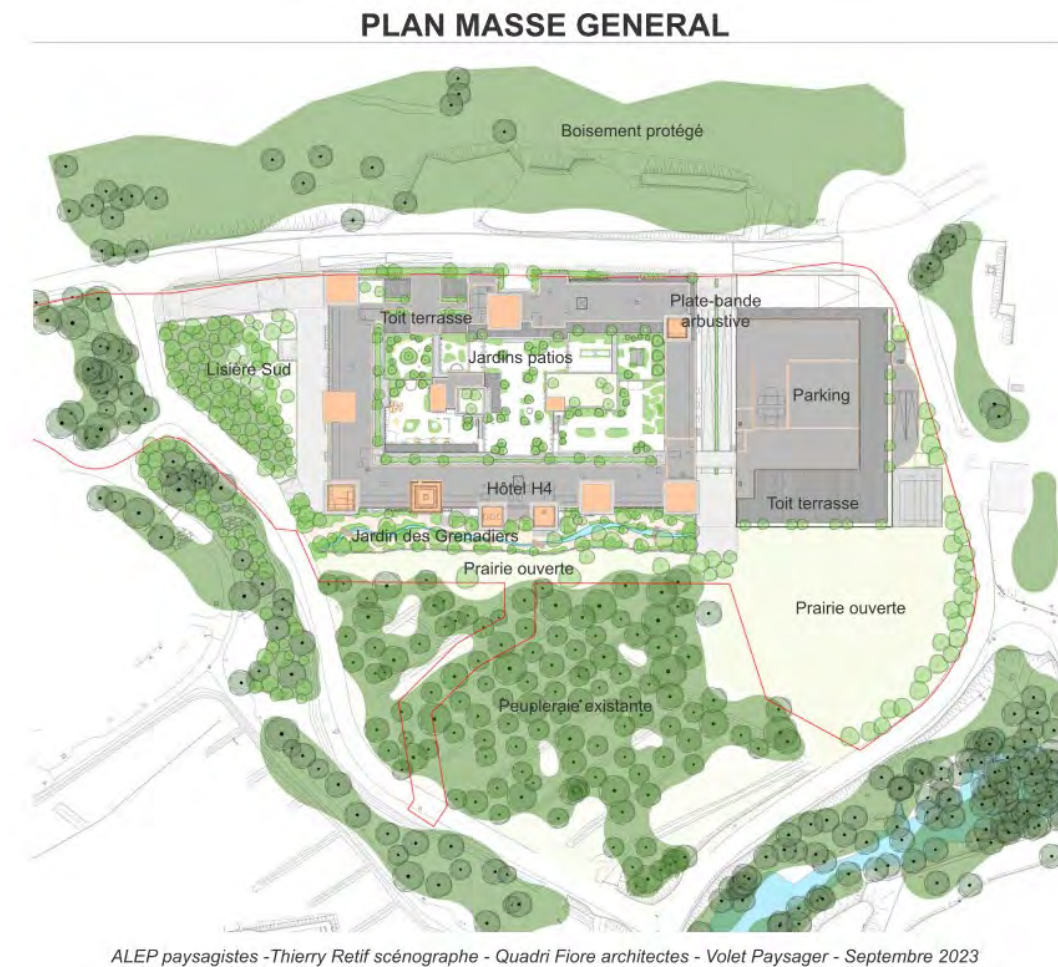 PLAN MASSE GENERAL
Boisement protégé
Plate-bande
arbustive
Toit terrasse
Jardins patios
Lisière Sud
Parking
Hôtel H4
Toit terrasse
Jardin des Grenadiers
Prairie ouverte
Prairie ouverte
Peupleraie existante
ALEP paysagistes -Thierry Retif scénographe - Quadri Fiore architectes - Volet Paysager - Septembre 2023